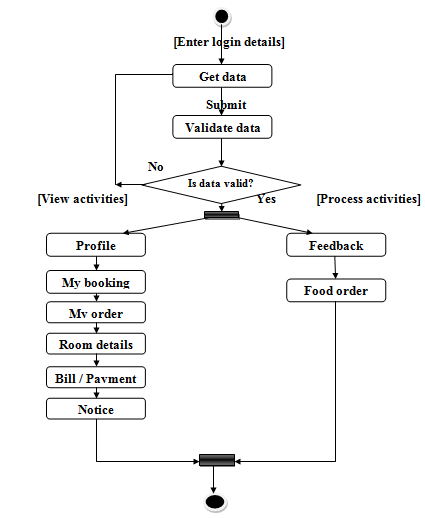 [Enter login details]
Get data
Submit
Validate data
No
Is data valid?
Yes
[View activities]
[Process activities]
Profile
Feedback
My booking
Food order
My order
Room details
Bill / Payment
Notice